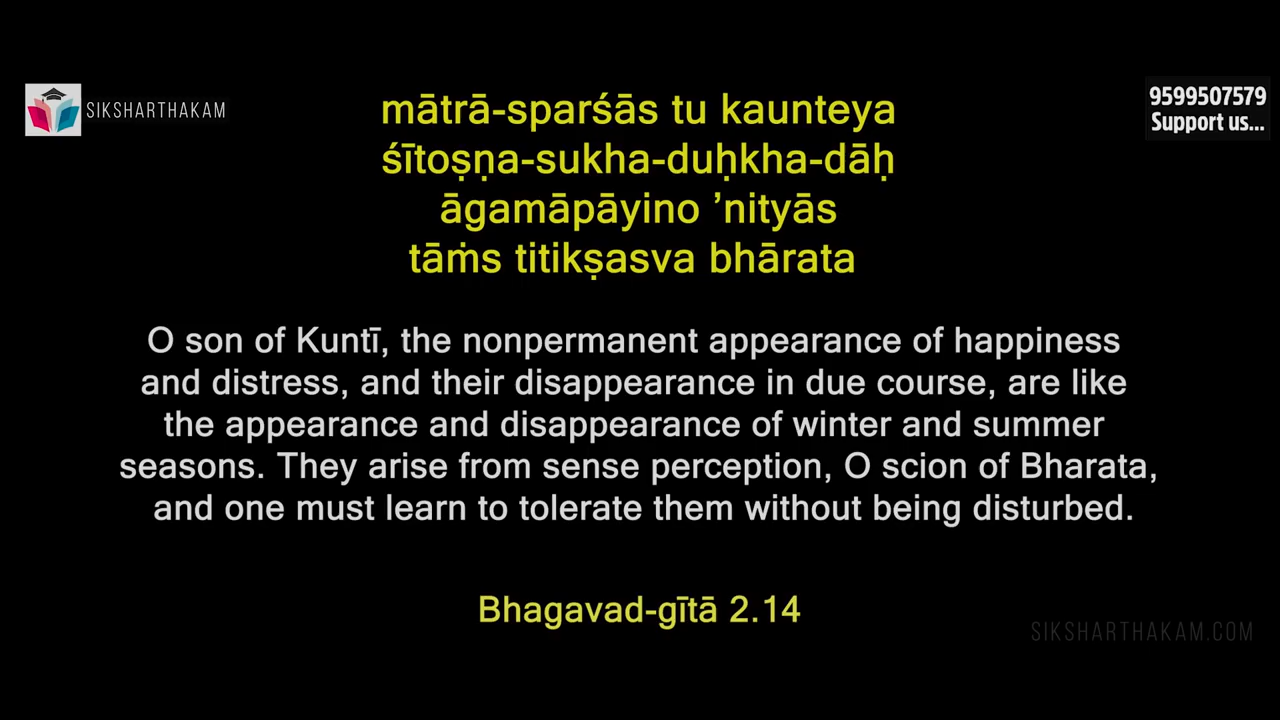 SIKSHARTHAKAM
9599507579
Support us...
mātrā-sparśās tu kaunteya
śītoṣṇa-sukha-duḥkha-dāḥ
āgamāpāyino ’nityās
tāṁs titikṣasva bhārata
O son of Kuntī, the nonpermanent appearance of happiness
and distress, and their disappearance in due course, are like
the appearance and disappearance of winter and summer
seasons. They arise from sense perception, O scion of Bharata,
and one must learn to tolerate them without being disturbed.
Bhagavad-gītā 2.14
SIKSHARTHAKAM.COM